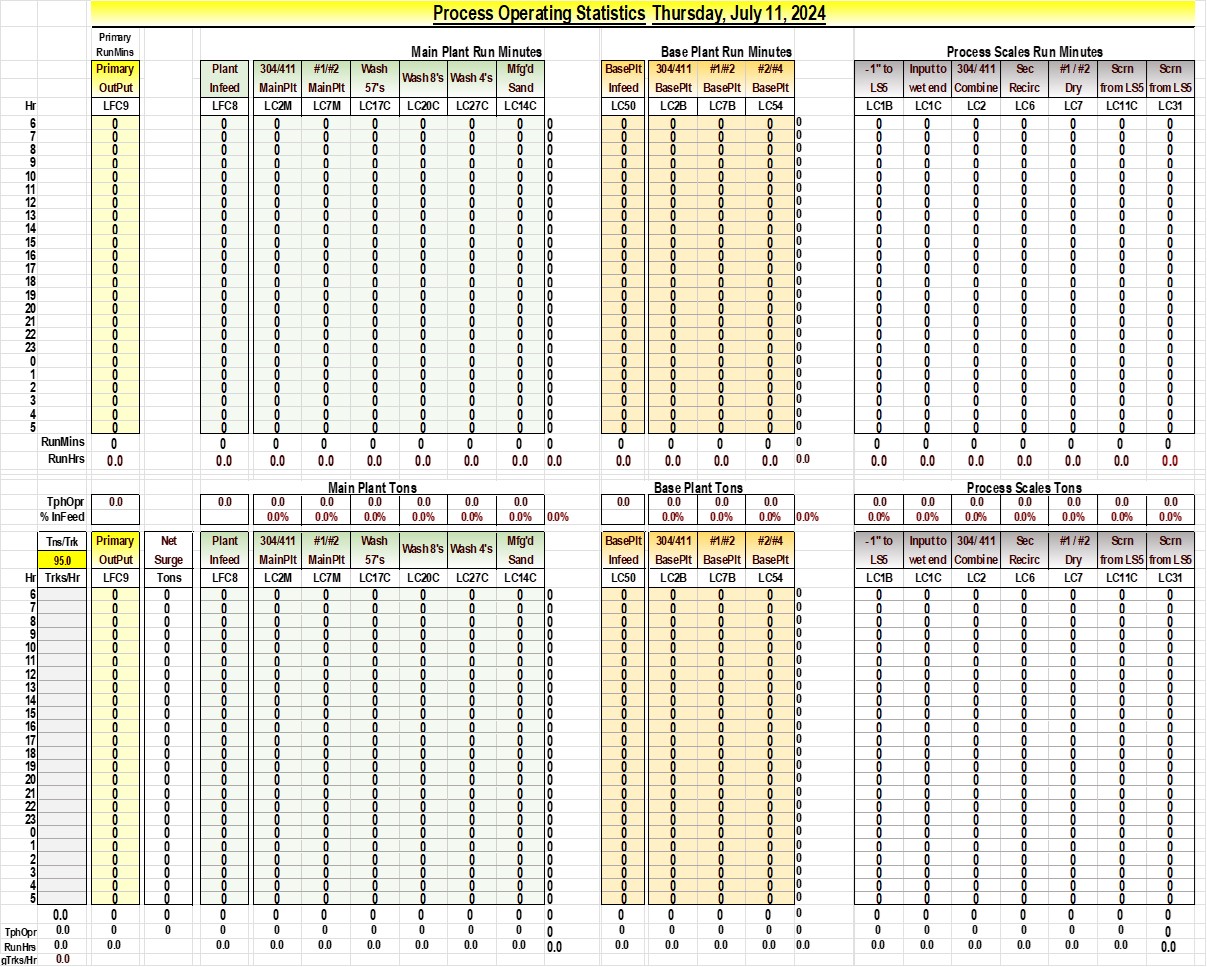 Process Operating Statistics Thursday, July 11, 2024
Primary
RunMins Main Plant Run Minutes Base Plant Run Minutes Process Scales Run Minutes
Primary Plant 304/411 #1/#2 Wash Wash 8's Wash 4's Mfg'd BasePlt 304/411 #1/#2 #2/#4 -1" to Input to 304/ 411 Sec #1 / #2 Scrn Scrn
OutPut Infeed MainPlt MainPlt 57's Sand Infeed BasePlt BasePlt BasePlt LS5 wet end Combine Recirc Dry from LS5 from LS5
Hr LFC9 LFC8 LC2M LC7M LC17C LC20C LC27C LC14C LC50 LC2B LC7B LC54 LC1B LC1C LC2 LC6 LC7 LC11C LC31
6 0 0 0 0 0 0 0 0 0 0 0 0 0 0 0 0 0 0 0 0 0
7 0 0 0 0 0 0 0 0 0 0 0 0 0 0 0 0 0 0 0 0 0
8 0 0 0 0 0 0 0 0 0 0 0 0 0 0 0 0 0 0 0 0 0
9 0 0 0 0 0 0 0 0 0 0 0 0 0 0 0 0 0 0 0 0 0
10 0 0 0 0 0 0 0 0 0 0 0 0 0 0 0 0 0 0 0 0 0
11 0 0 0 0 0 0 0 0 0 0 0 0 0 0 0 0 0 0 0 0 0
12 0 0 0 0 0 0 0 0 0 0 0 0 0 0 0 0 0 0 0 0 0
13 0 0 0 0 0 0 0 0 0 0 0 0 0 0 0 0 0 0 0 0 0
14 0 0 0 0 0 0 0 0 0 0 0 0 0 0 0 0 0 0 0 0 0
15 0 0 0 0 0 0 0 0 0 0 0 0 0 0 0 0 0 0 0 0 0
16 0 0 0 0 0 0 0 0 0 0 0 0 0 0 0 0 0 0 0 0 0
17 0 0 0 0 0 0 0 0 0 0 0 0 0 0 0 0 0 0 0 0 0
18 0 0 0 0 0 0 0 0 0 0 0 0 0 0 0 0 0 0 0 0 0
19 0 0 0 0 0 0 0 0 0 0 0 0 0 0 0 0 0 0 0 0 0
20 0 0 0 0 0 0 0 0 0 0 0 0 0 0 0 0 0 0 0 0 0
21 0 0 0 0 0 0 0 0 0 0 0 0 0 0 0 0 0 0 0 0 0
22 0 0 0 0 0 0 0 0 0 0 0 0 0 0 0 0 0 0 0 0 0
23 0 0 0 0 0 0 0 0 0 0 0 0 0 0 0 0 0 0 0 0 0
0 0 0 0 0 0 0 0 0 0 0 0 0 0 0 0 0 0 0 0 0 0
1 0 0 0 0 0 0 0 0 0 0 0 0 0 0 0 0 0 0 0 0 0
2 0 0 0 0 0 0 0 0 0 0 0 0 0 0 0 0 0 0 0 0 0
3 0 0 0 0 0 0 0 0 0 0 0 0 0 0 0 0 0 0 0 0 0
4 0 0 0 0 0 0 0 0 0 0 0 0 0 0 0 0 0 0 0 0 0
5 0 0 0 0 0 0 0 0 0 0 0 0 0 0 0 0 0 0 0 0 0
RunMins 0 0 0 0 0 0 0 0 0 0 0 0 0 0 0 0 0 0 0 0 0
RunHrs 0.0 0.0 0.0 0.0 0.0 0.0 0.0 0.0 0.0 0.0 0.0 0.0 0.0 0.0 0.0 0.0 0.0 0.0 0.0 0.0 0.0
Main Plant Tons Base Plant Tons Process Scales Tons
TphOpr 0.0 0.0 0.0 0.0 0.0 0.0 0.0 0.0 0.0 0.0 0.0 0.0 0.0 0.0 0.0 0.0 0.0 0.0 0.0
% InFeed 0.0% 0.0% 0.0% 0.0% 0.0% 0.0% 0.0% 0.0% 0.0% 0.0% 0.0% 0.0% 0.0% 0.0% 0.0% 0.0% 0.0% 0.0%
Tns/Trk Primary Net Plant 304/411 #1/#2 Wash Wash 8's Wash 4's Mfg'd BasePlt 304/411 #1/#2 #2/#4 -1" to Input to 304/ 411 Sec #1 / #2 Scrn Scrn
95.0 OutPut Surge Infeed MainPlt MainPlt 57's Sand Infeed BasePlt BasePlt BasePlt LS5 wet end Combine Recirc Dry from LS5 from LS5
Hr Trks/Hr LFC9 Tons LFC8 LC2M LC7M LC17C LC20C LC27C LC14C LC50 LC2B LC7B LC54 LC1B LC1C LC2 LC6 LC7 LC11C LC31
6 0 0 0 0 0 0 0 0 0 0 0 0 0 0 0 0 0 0 0 0 0 0
7 0 0 0 0 0 0 0 0 0 0 0 0 0 0 0 0 0 0 0 0 0 0
8 0 0 0 0 0 0 0 0 0 0 0 0 0 0 0 0 0 0 0 0 0 0
9 0 0 0 0 0 0 0 0 0 0 0 0 0 0 0 0 0 0 0 0 0 0
10 0 0 0 0 0 0 0 0 0 0 0 0 0 0 0 0 0 0 0 0 0 0
11 0 0 0 0 0 0 0 0 0 0 0 0 0 0 0 0 0 0 0 0 0 0
12 0 0 0 0 0 0 0 0 0 0 0 0 0 0 0 0 0 0 0 0 0 0
13 0 0 0 0 0 0 0 0 0 0 0 0 0 0 0 0 0 0 0 0 0 0
14 0 0 0 0 0 0 0 0 0 0 0 0 0 0 0 0 0 0 0 0 0 0
15 0 0 0 0 0 0 0 0 0 0 0 0 0 0 0 0 0 0 0 0 0 0
16 0 0 0 0 0 0 0 0 0 0 0 0 0 0 0 0 0 0 0 0 0 0
17 0 0 0 0 0 0 0 0 0 0 0 0 0 0 0 0 0 0 0 0 0 0
18 0 0 0 0 0 0 0 0 0 0 0 0 0 0 0 0 0 0 0 0 0 0
19 0 0 0 0 0 0 0 0 0 0 0 0 0 0 0 0 0 0 0 0 0 0
20 0 0 0 0 0 0 0 0 0 0 0 0 0 0 0 0 0 0 0 0 0 0
21 0 0 0 0 0 0 0 0 0 0 0 0 0 0 0 0 0 0 0 0 0 0
22 0 0 0 0 0 0 0 0 0 0 0 0 0 0 0 0 0 0 0 0 0 0
23 0 0 0 0 0 0 0 0 0 0 0 0 0 0 0 0 0 0 0 0 0 0
0 0 0 0 0 0 0 0 0 0 0 0 0 0 0 0 0 0 0 0 0 0 0
1 0 0 0 0 0 0 0 0 0 0 0 0 0 0 0 0 0 0 0 0 0 0
2 0 0 0 0 0 0 0 0 0 0 0 0 0 0 0 0 0 0 0 0 0 0
3 0 0 0 0 0 0 0 0 0 0 0 0 0 0 0 0 0 0 0 0 0 0
4 0 0 0 0 0 0 0 0 0 0 0 0 0 0 0 0 0 0 0 0 0 0
5 0 0 0 0 0 0 0 0 0 0 0 0 0 0 0 0 0 0 0 0 0 0
0.0 0 0 0 0 0 0 0 0 0 0 0 0 0 0 0 0 0 0 0 0 0 0
TphOpr 0.0 0 0 0 0 0 0 0 0 0 0 0 0 0 0 0 0 0 0 0 0 0 0
RunHrs 0.0 0.0 0.0 0.0 0.0 0.0 0.0 0.0 0.0 0.0 0.0 0.0 0.0 0.0 0.0 0.0 0.0 0.0 0.0 0.0 0.0 0.0
gTrks/Hr 0.0